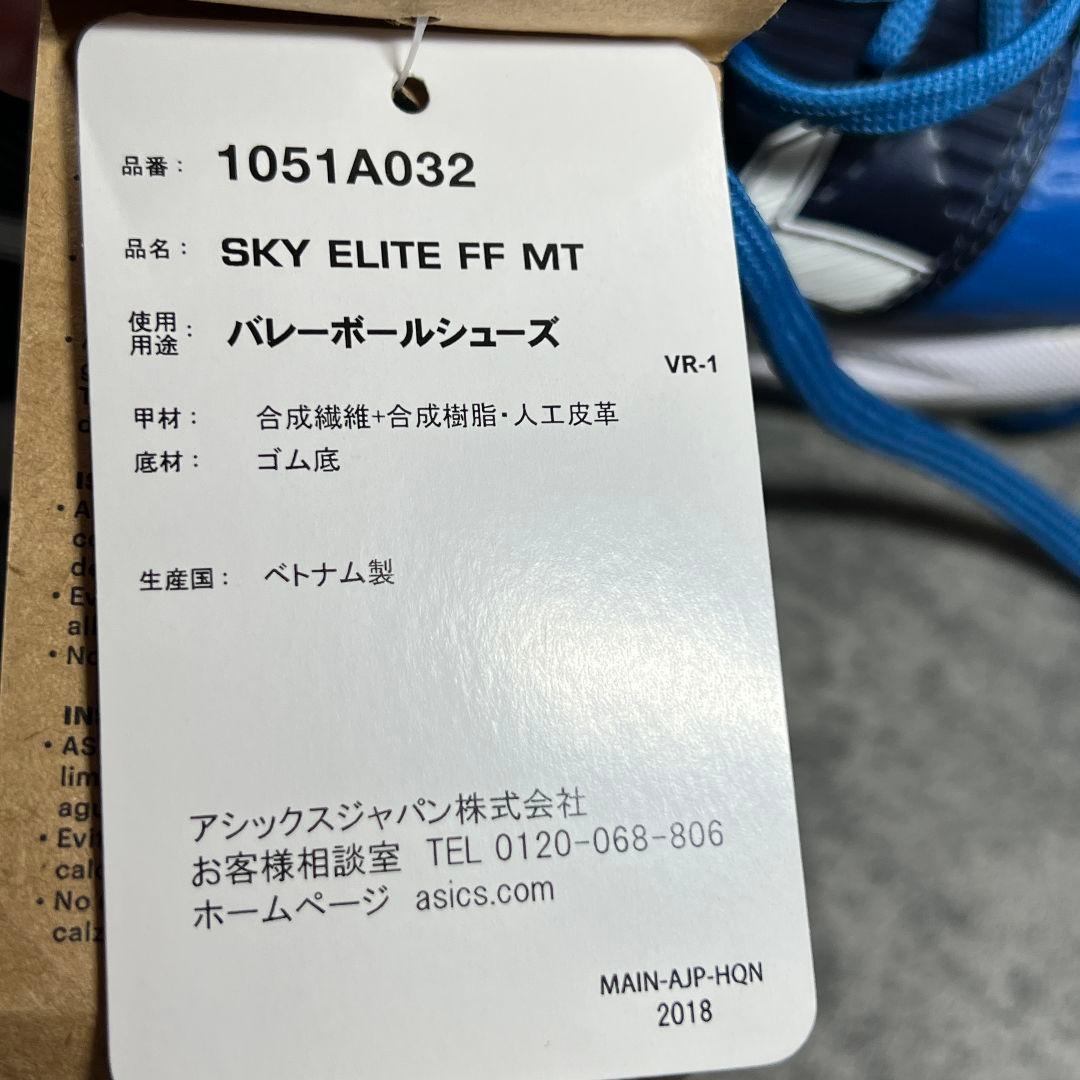 品番： 1051A032
品名： SKY ELITE FF MT
使用用途： バレーボールシューズ
VR-1
甲材： 合成繊維+合成樹脂・人工皮革
底材： ゴム底
生産国： ベトナム製
アシックスジャパン株式会社
お客様相談室 TEL 0120-068-806
ホームページ asics.com
MAIN-AJP-HQN
2018
• No
• AS
• Evi
• No